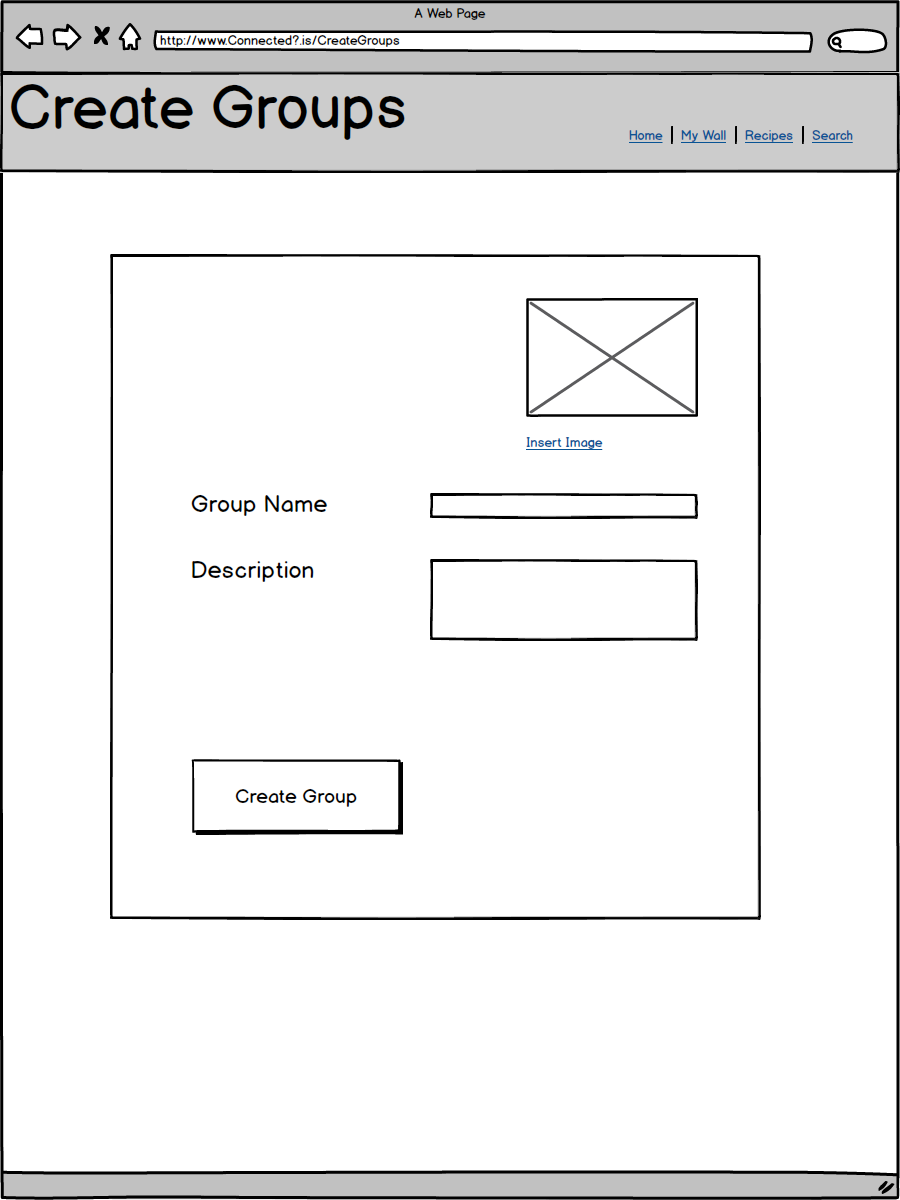 A Web Page
http://www.Connected?.is/CreateGroups
Create Groups
Home | My Wall | Recipes | Search
Insert Image
Group Name
Description
Create Group